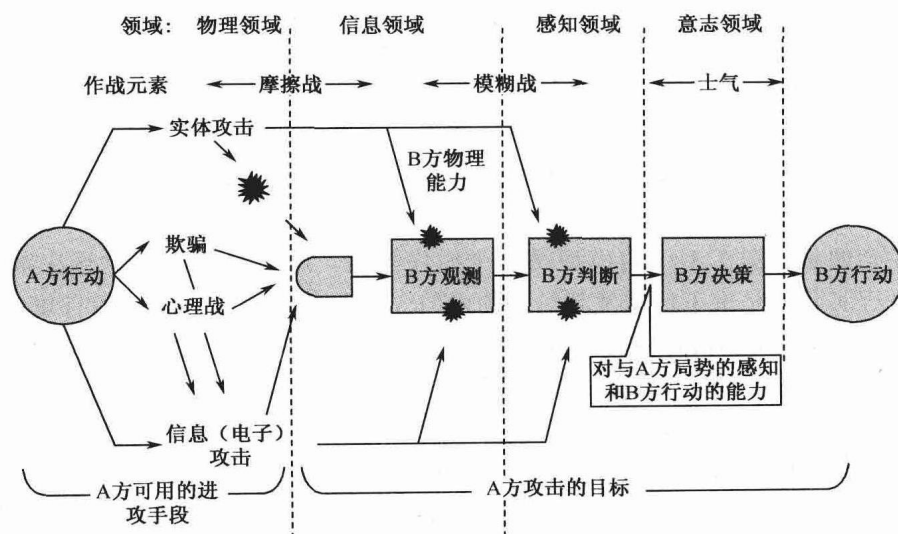 领域: 物理领域 信息领域 感知领域 意志领域
作战元素 摩擦战 模糊战 士气
实体攻击
B方物理
能力
A方行动 欺骗 B方观测 B方判断 B方决策 B方行动
心理战
对与A方局势的感知
和B方行动的能力
信息（电子）
攻击
A方可用的进
攻手段
A方攻击的目标